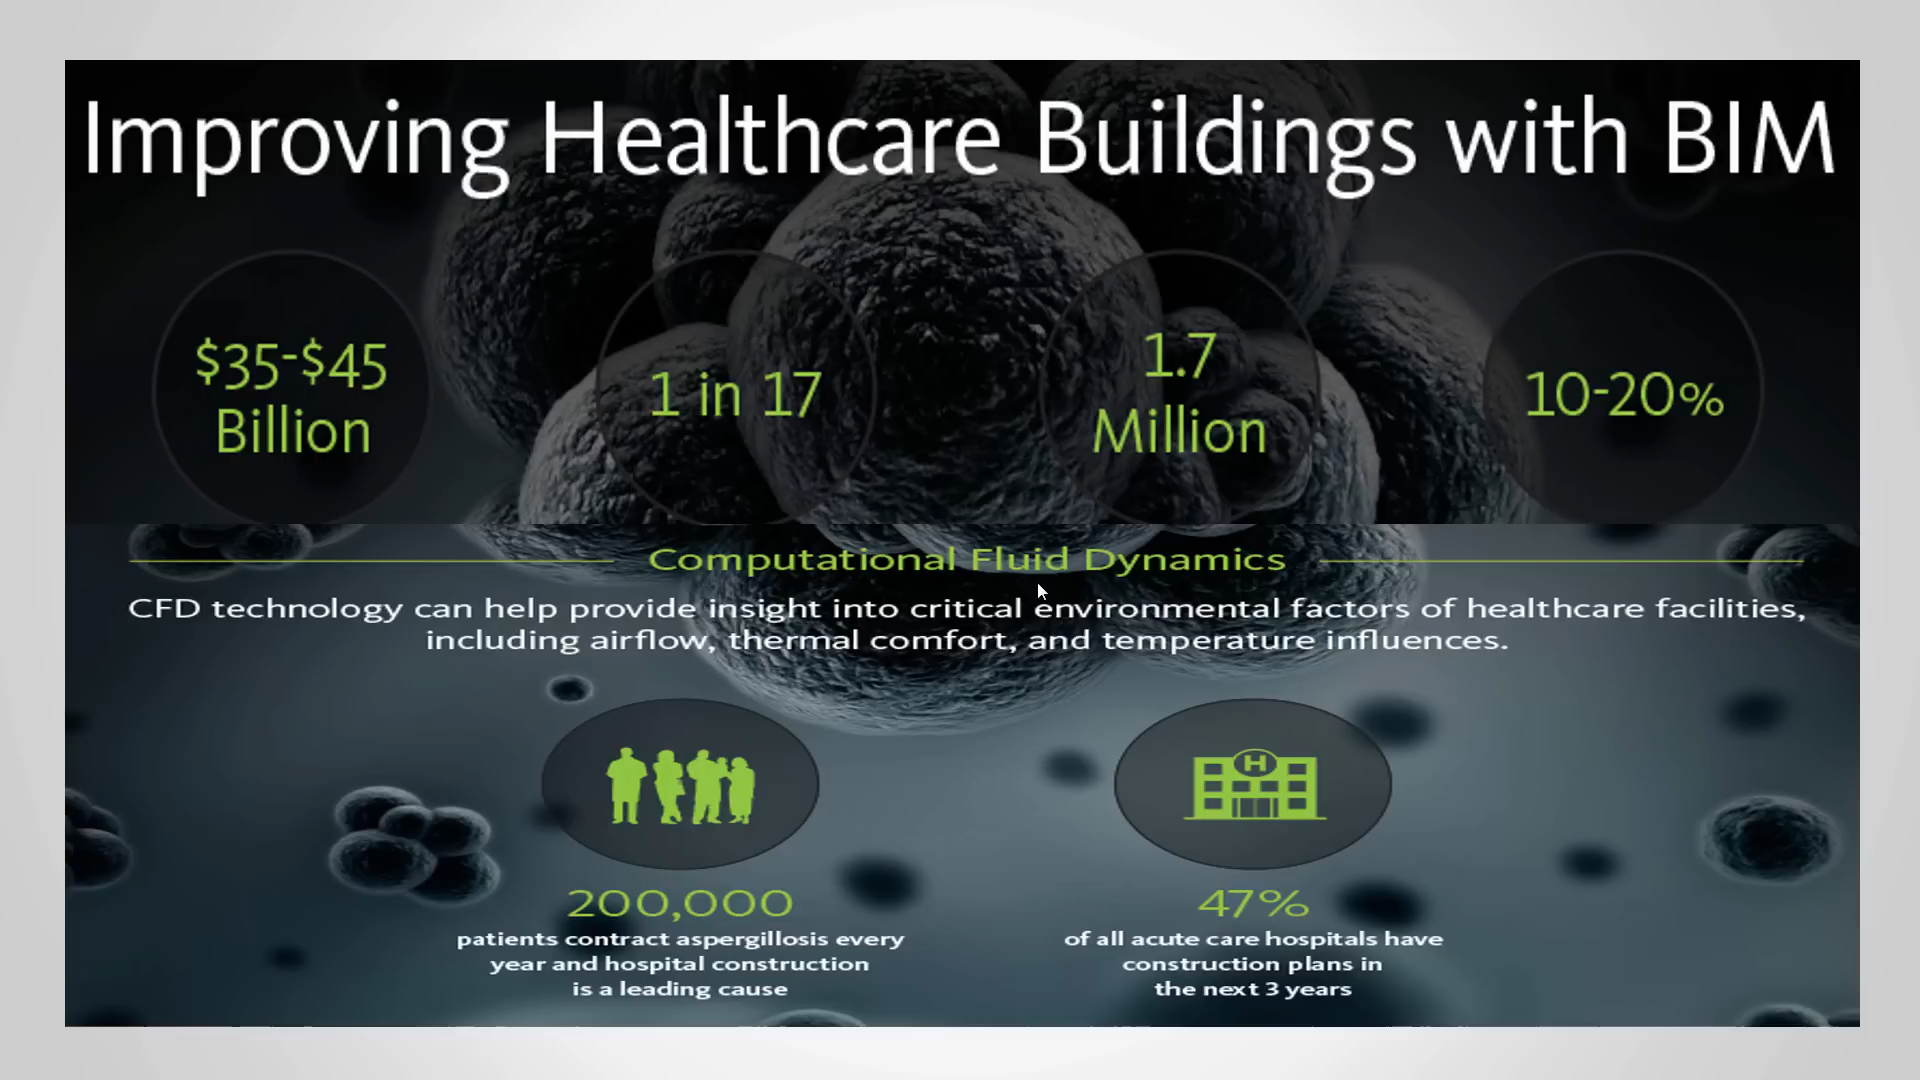 Improving Healthcare Buildings with BIM
$35-$45
Billion
1 in 17
1.7
Million
10-20%
Computational Fluid Dynamics
CFD technology can help provide insight into critical environmental factors of healthcare facilities,
including airflow, thermal comfort, and temperature influences.
H
200,000
patients contract aspergillosis every
year and hospital construction
is a leading cause
47%
of all acute care hospitals have
construction plans in
the next 3 years